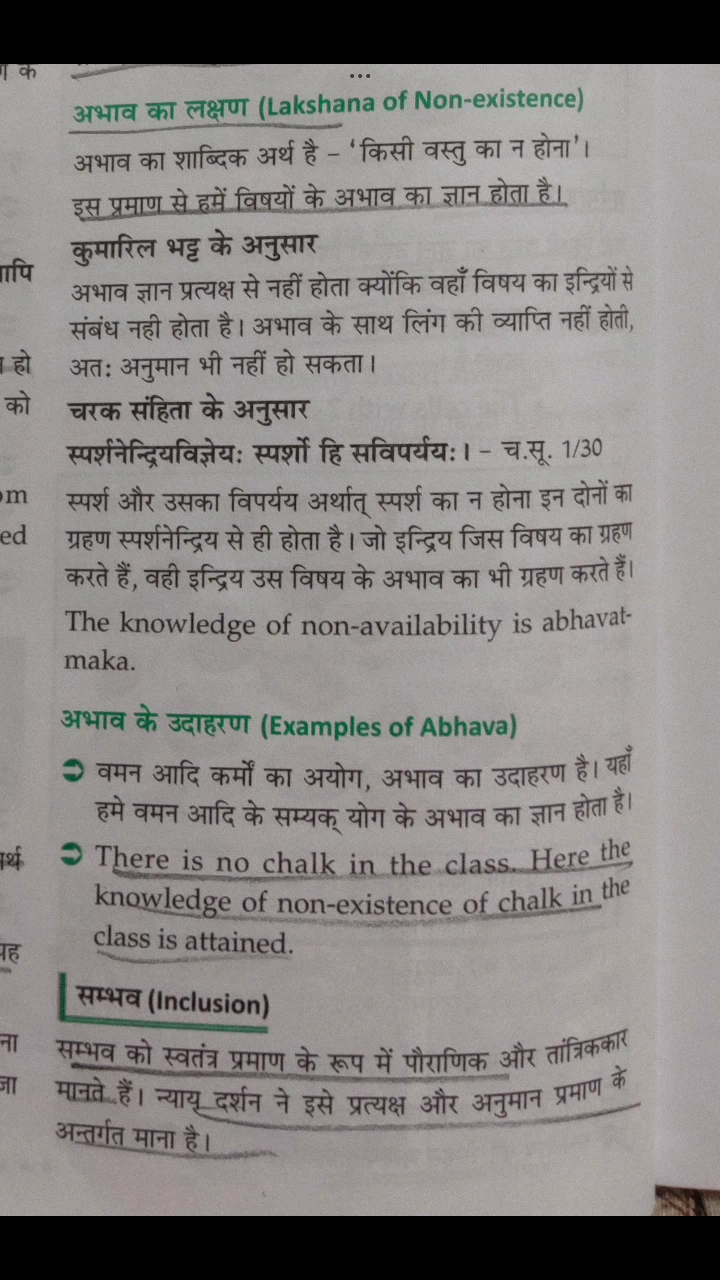 अभाव का लक्षण (Lakshana of Non-existence)
अभाव का शाब्दिक अर्थ है – 'किसी वस्तु का न होना'।
इस प्रमाण से हमें विषयों के अभाव का ज्ञान होता है।
कुमारिल भट्ट के अनुसार
अभाव ज्ञान प्रत्यक्ष से नहीं होता क्योंकि वहाँ विषय का इन्द्रियों से
संबंध नही होता है। अभाव के साथ लिंग की व्याप्ति नहीं होती,
अतः अनुमान भी नहीं हो सकता।
चरक संहिता के अनुसार
स्पर्शनेन्द्रियविज्ञेयः स्पर्शो हि सविपर्ययः। – च.सू. 1/30
स्पर्श और उसका विपर्यय अर्थात् स्पर्श का न होना इन दोनों का
ग्रहण स्पर्शनेन्द्रिय से ही होता है। जो इन्द्रिय जिस विषय का ग्रहण
करते हैं, वही इन्द्रिय उस विषय के अभाव का भी ग्रहण करते हैं।
The knowledge of non-availability is abhavat-
maka.
अभाव के उदाहरण (Examples of Abhava)
वमन आदि कर्मों का अयोग, अभाव का उदाहरण है। यहाँ
हमे वमन आदि के सम्यक् योग के अभाव का ज्ञान होता है।
There is no chalk in the class. Here the
knowledge of non-existence of chalk in the
class is attained.
सम्भव (Inclusion)
सम्भव को स्वतंत्र प्रमाण के रूप में पौराणिक और तांत्रिककार
मानते हैं। न्याय दर्शन ने इसे प्रत्यक्ष और अनुमान प्रमाण के
अन्तर्गत माना है।